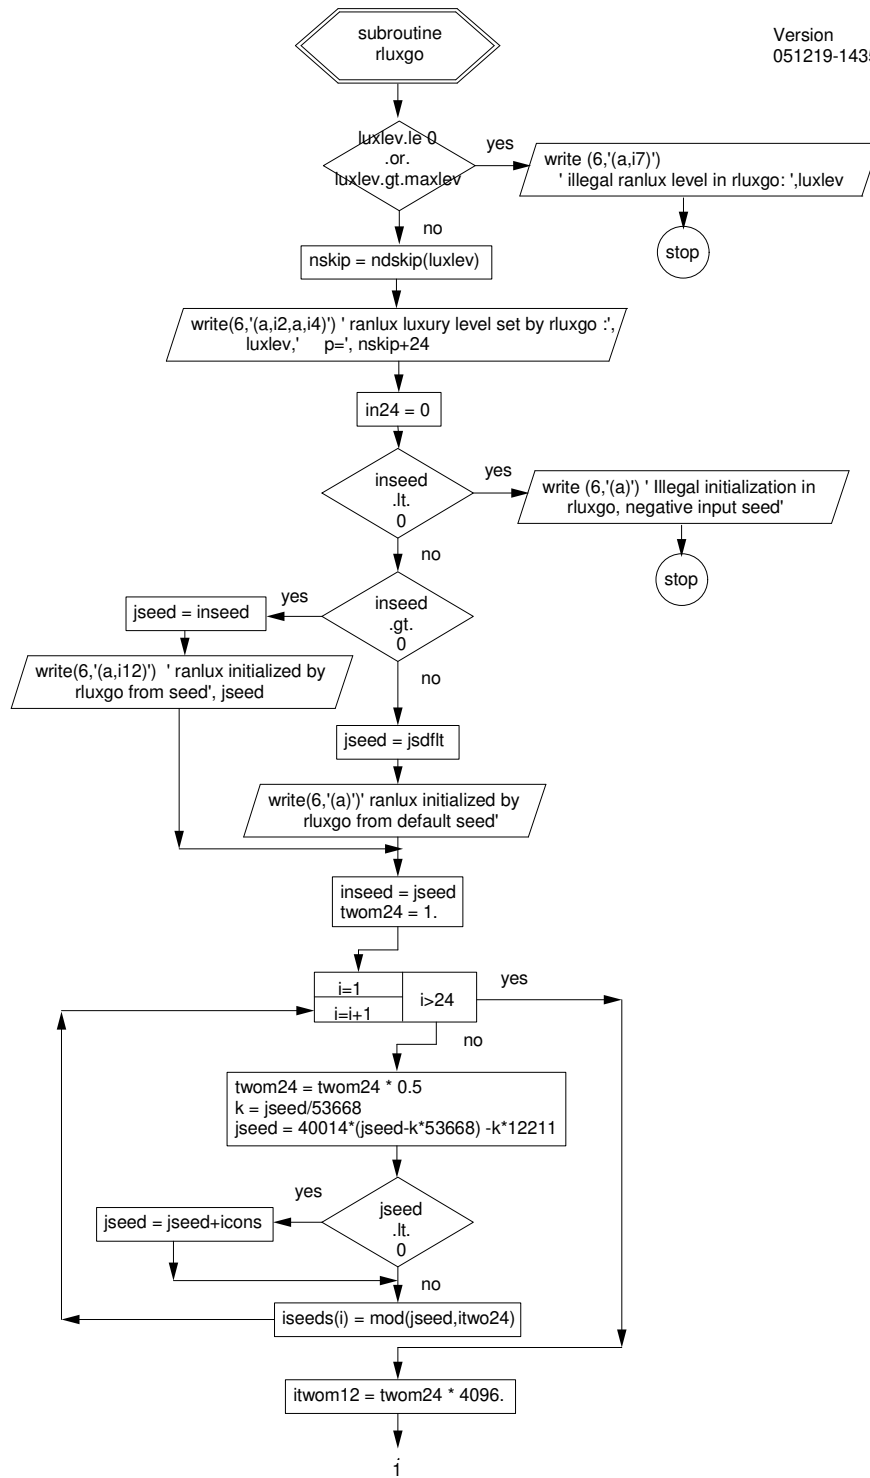 subroutine
rluxgo
Version
051219-1435
luxlev.le 0
.or.
luxlev.gt.maxlev
yes
write (6,'(a,i7)')
' illegal ranlux level in rluxgo: ',luxlev
no
stop
nskip = ndskip(luxlev)
write(6,'(a,i2,a,i4)') ' ranlux luxury level set by rluxgo :',
luxlev,' p=', nskip+24
in24 = 0
inseed
.lt.
0
yes
write (6,'(a)') ' Illegal initialization in
rluxgo, negative input seed'
no
stop
inseed
.gt.
0
yes
jseed = inseed
write(6,'(a,i12)') ' ranlux initialized by
rluxgo from seed', jseed
no
jseed = jsdflt
write(6,'(a)')' ranlux initialized by
rluxgo from default seed'
inseed = jseed
twom24 = 1.
i=1
i=i+1
i>24
yes
no
twom24 = twom24 * 0.5
k = jseed/53668
jseed = 40014*(jseed-k*53668) -k*12211
jseed
.lt.
0
yes
jseed = jseed+icons
no
iseeds(i) = mod(jseed,itwo24)
itwom12 = twom24 * 4096.
1